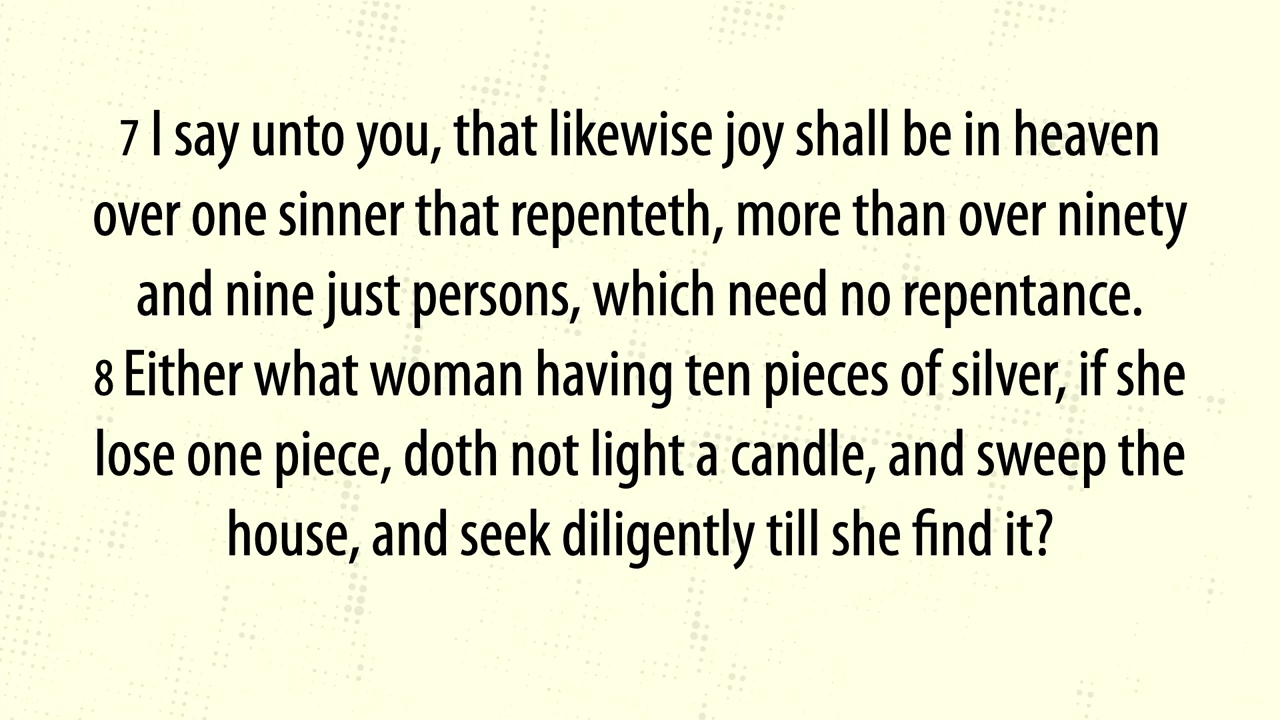 7 I say unto you, that likewise joy shall be in heaven
over one sinner that repenteth, more than over ninety
and nine just persons, which need no repentance.
8 Either what woman having ten pieces of silver, if she
lose one piece, doth not light a candle, and sweep the
house, and seek diligently till she find it?